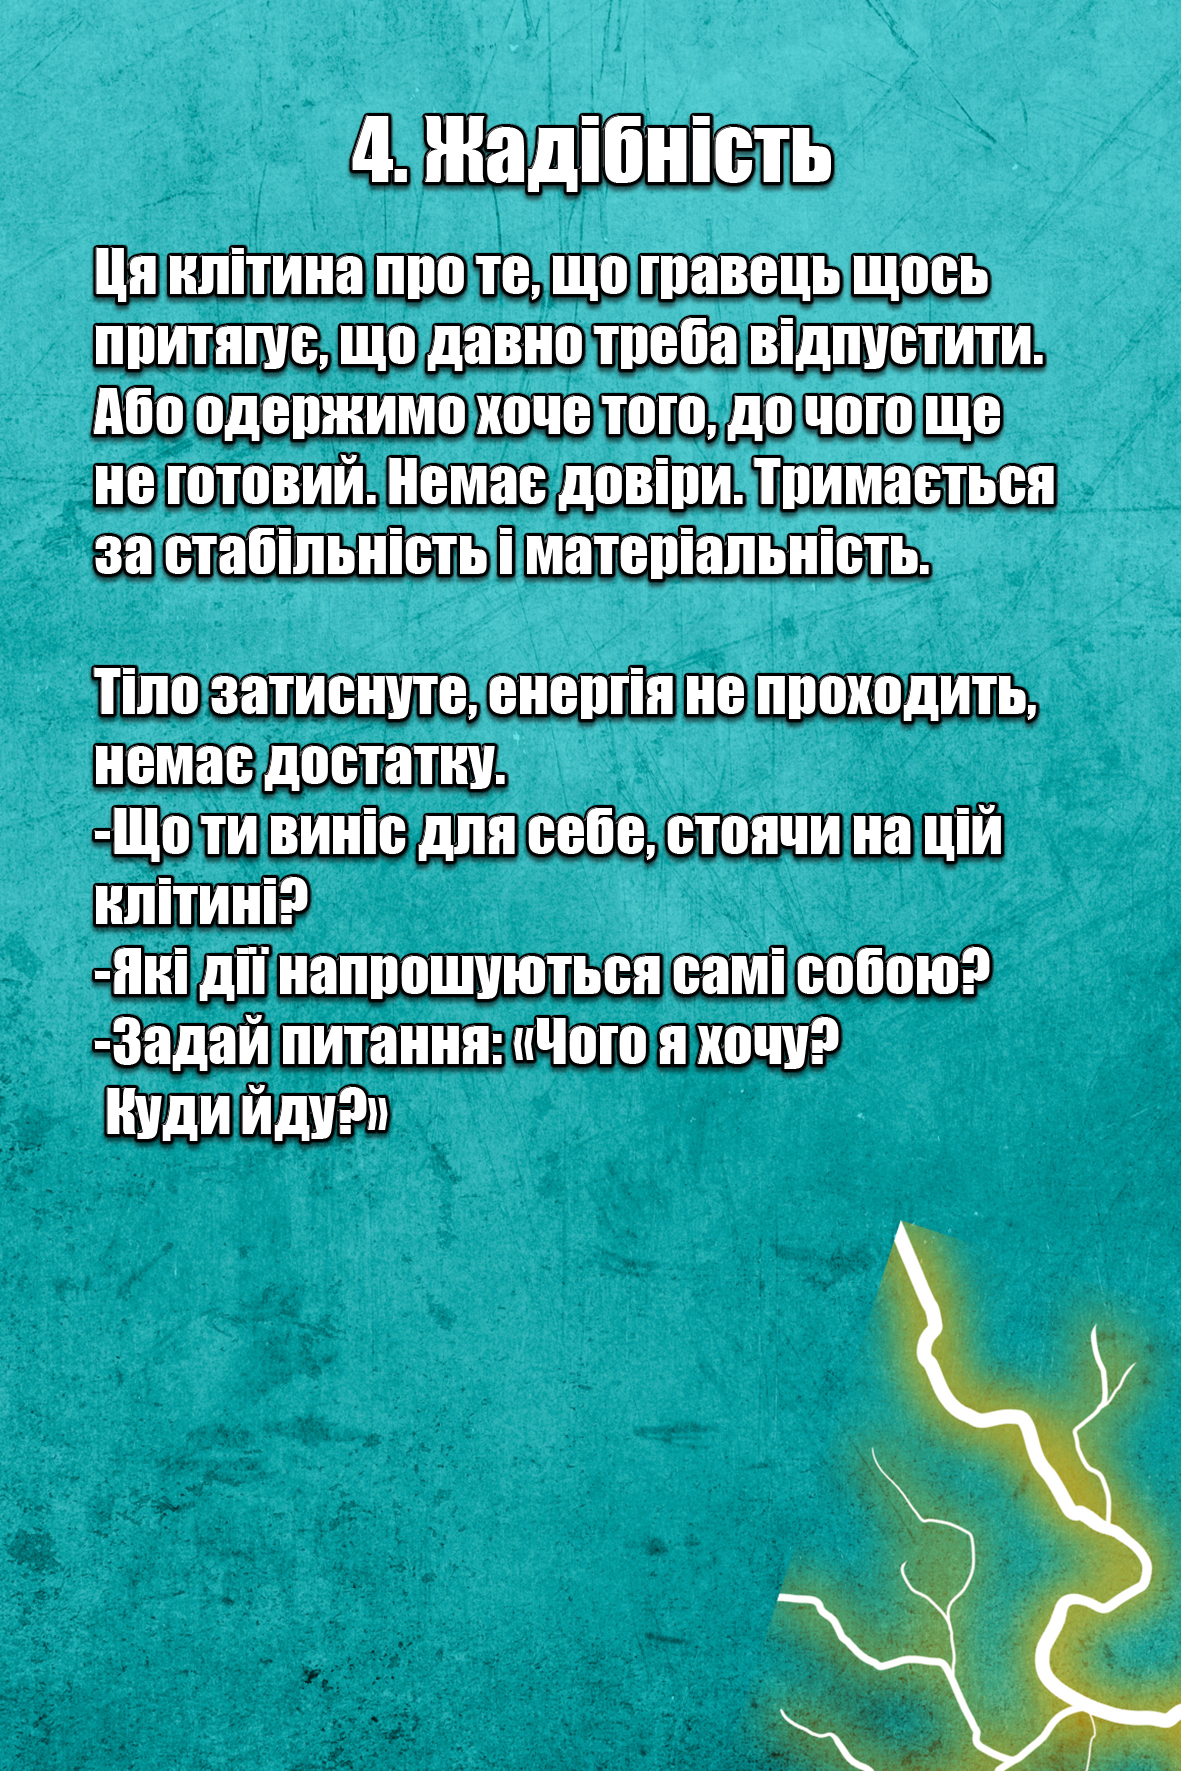 4. Жадібність
Ця клітина про те, що гравець щось
притягує, що давно треба відпустити.
Або одержимо хоче того, до чого ще
не готовий. Немає довіри. Тримається
за стабільність і матеріальність.
Тіло затиснуте, енергія не проходить,
немає достатку.
-Що ти виніс для себе, стоячи на цій
клітині?
-Які дії напрошуються самі собою?
-Задай питання: «Чого я хочу?
Куди йду?»